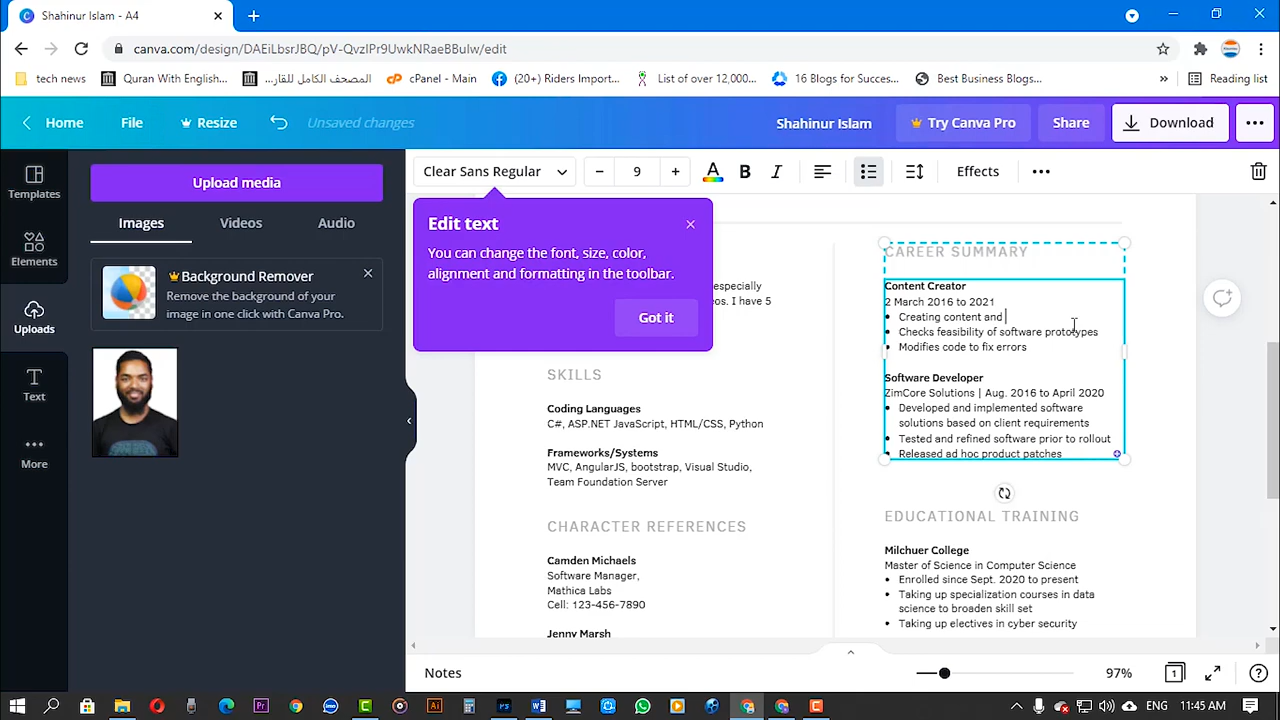 Shahinur Islam - A4
canva.com/design/DAEiLbsrJBQ/pV-QvzlPr9UwkNRaeBBulw/edit
tech news
Quran With English...
المصحف الكامل للقار...
cPanel - Main
(20+) Riders Import...
List of over 12,000...
16 Blogs for Succes...
Best Business Blogs...
»
Reading list
Home
File
Resize
Unsaved changes
Shahinur Islam
Try Canva Pro
Share
Download
Templates
Elements
Uploads
Text
More
Upload media
Images
Videos
Audio
Background Remover
Remove the background of your
image in one click with Canva Pro.
Clear Sans Regular
9
A
B
I
Effects
Edit text
You can change the font, size, color,
alignment and formatting in the toolbar.
Got it
especially
os. I have 5
SKILLS
Coding Languages
C#, ASP.NET JavaScript, HTML/CSS, Python
Frameworks/Systems
MVC, AngularJS, bootstrap, Visual Studio,
Team Foundation Server
CHARACTER REFERENCES
Camden Michaels
Software Manager,
Mathica Labs
Cell: 123-456-7890
Jenny Marsh
CAREER SUMMARY
Content Creator
2 March 2016 to 2021
• Creating content and
• Checks feasibility of software prototypes
• Modifies code to fix errors
Software Developer
ZimCore Solutions | Aug. 2016 to April 2020
• Developed and implemented software
solutions based on client requirements
• Tested and refined software prior to rollout
• Released ad hoc product patches
EDUCATIONAL TRAINING
Milchuer College
Master of Science in Computer Science
• Enrolled since Sept. 2020 to present
• Taking up specialization courses in data
science to broaden skill set
• Taking up electives in cyber security
Notes
97%
1
ENG
11:45 AM